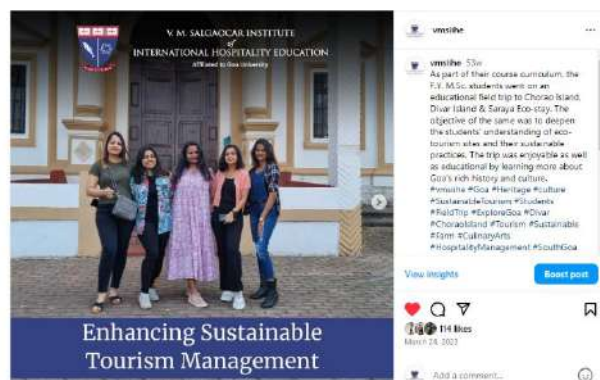 V. M. SALGAOCAR INSTITUTE
of
INTERNATIONAL HOSPITALITY EDUCATION
Affiliated to Goa University
Enhancing Sustainable
Tourism Management
vmsiihe
vmsiihe 53w
As part of their course curriculum, the
F.Y. M.Sc. students went on an
educational field trip to Chorao Island,
Divar Island & Saraya Eco-stay. The
objective of the same was to deepen
the students' understanding of eco-
tourism sites and their sustainable
practices. The trip was enjoyable as well
as educational by learning more about
Goa's rich history and culture.
#vmsiihe #Goa #Heritage #culture
#SustainableTourism #Students
#FieldTrip #ExploreGoa #Divar
#ChoraoIsland #Tourism #Sustainable
#Farm #CulinaryArts
#HospitalityManagement #SouthGoa
View insights
Boost post
114 likes
March 24, 2023
Add a comment...